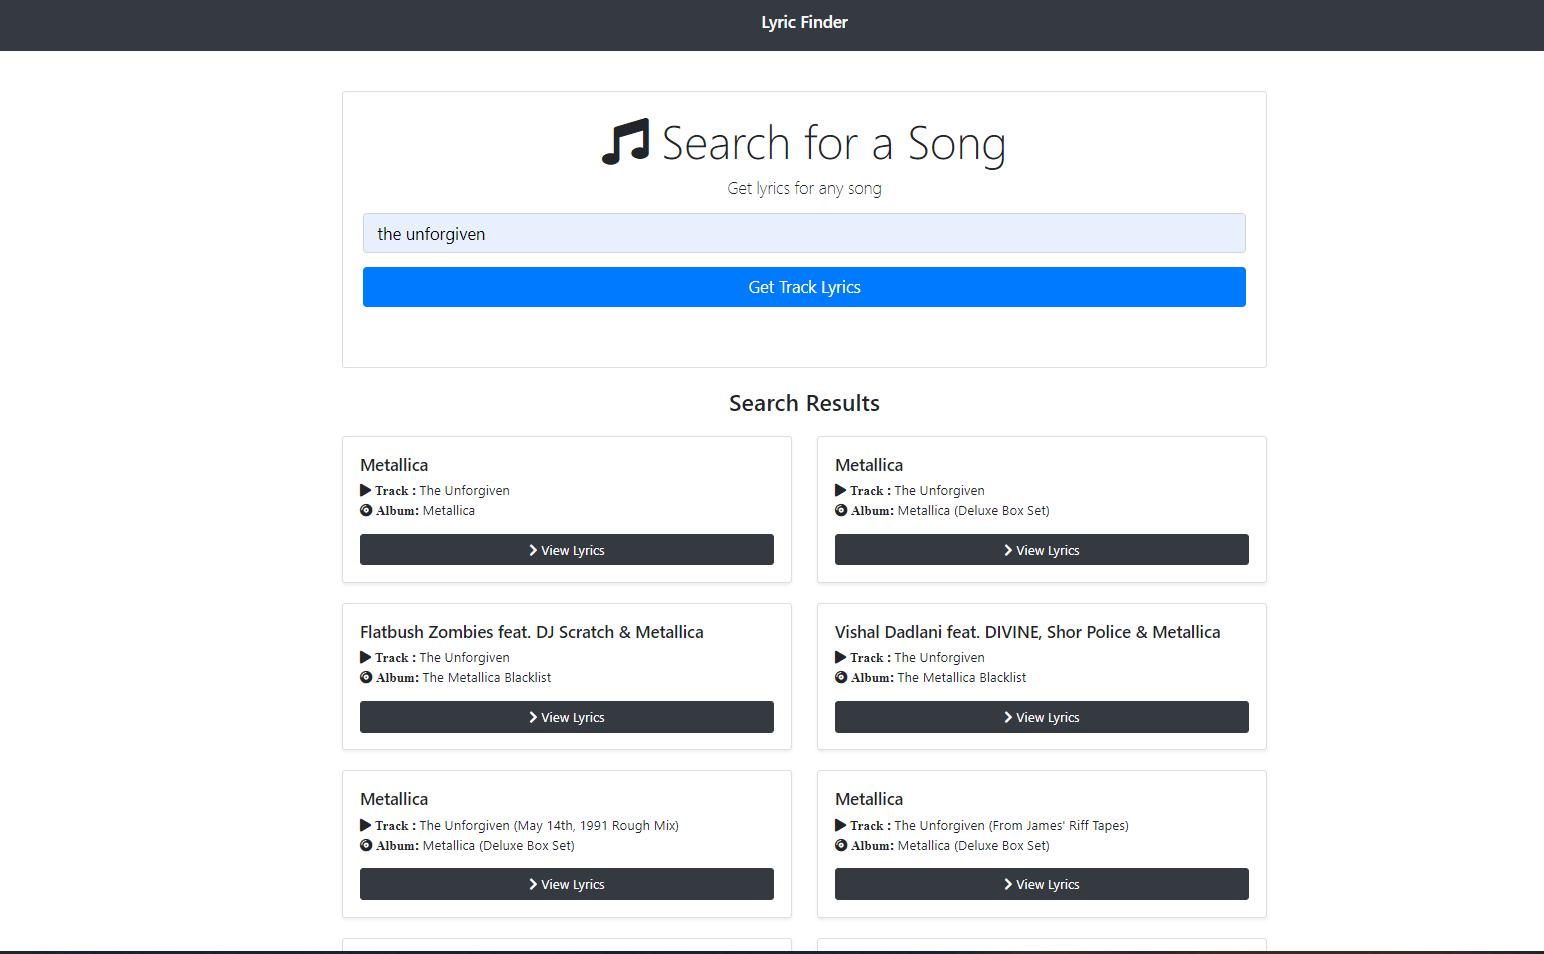 Lyric Finder
Search for a Song
Get lyrics for any song
the unforgiven
Get Track Lyrics
Search Results
Metallica
Track : The Unforgiven
Album: Metallica
View Lyrics
Metallica
Track : The Unforgiven
Album: Metallica (Deluxe Box Set)
View Lyrics
Flatbush Zombies feat. DJ Scratch & Metallica
Track : The Unforgiven
Album: The Metallica Blacklist
View Lyrics
Vishal Dadlani feat. DIVINE, Shor Police & Metallica
Track : The Unforgiven
Album: The Metallica Blacklist
View Lyrics
Metallica
Track : The Unforgiven (May 14th, 1991 Rough Mix)
Album: Metallica (Deluxe Box Set)
View Lyrics
Metallica
Track : The Unforgiven (From James' Riff Tapes)
Album: Metallica (Deluxe Box Set)
View Lyrics